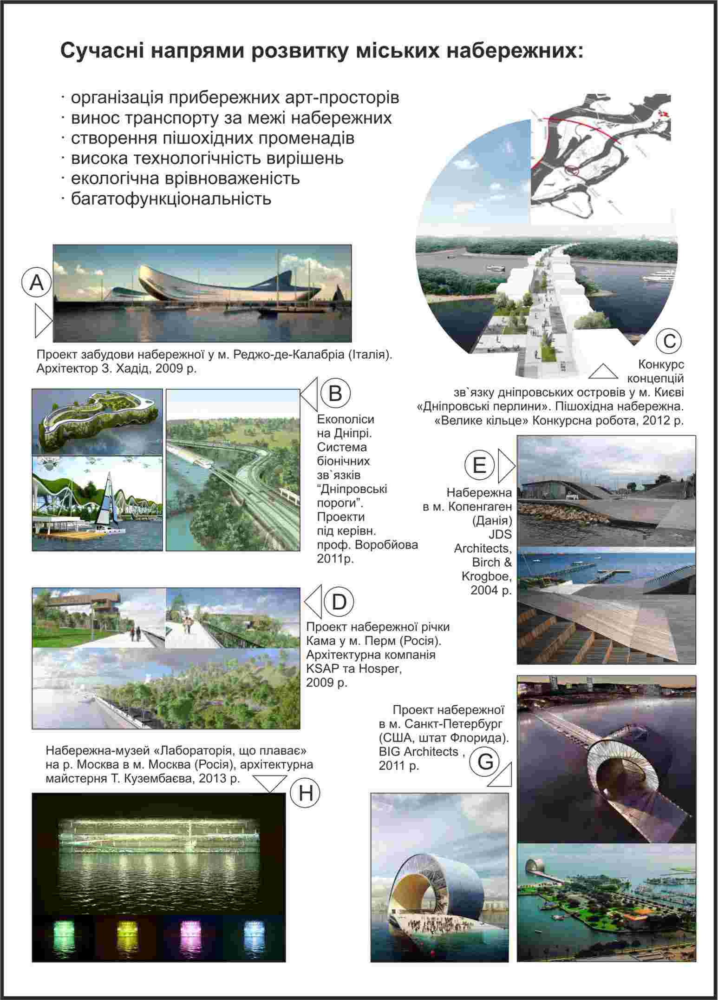 Сучасні напрями розвитку міських набережних:
· організація прибережних арт-просторів
· винос транспорту за межі набережних
· створення пішохідних променадів
· висока технологічність вирішень
· екологічна врівноваженість
· багатофункціональність
A
Проект забудови набережної у м. Реджо-де-Калабріа (Італія).
Архітектор З. Хадід, 2009 р.
C
Конкурс
концепцій
зв`язку дніпровських островів у м. Києві
«Дніпровські перлини». Пішохідна набережна.
«Велике кільце» Конкурсна робота, 2012 р.
B
Екополіси
на Дніпрі.
Система
біонічних
зв`язків
“Дніпровські
пороги”.
Проекти
під керівн.
проф. Воробйова
2011р.
E
Набережна
в м. Копенгаген
(Данія)
JDS
Architects,
Birch &
Krogboe,
2004 р.
D
Проект набережної річки
Кама у м. Перм (Росія).
Архітектурна компанія
KSAP та Hosper,
2009 р.
Проект набережної
в м. Санкт-Петербург
(США, штат Флорида).
BIG Architects ,
2011 р.
G
Набережна-музей «Лабораторія, що плаває»
на р. Москва в м. Москва (Росія), архітектурна
майстерня Т. Кузембаєва, 2013 р.
H